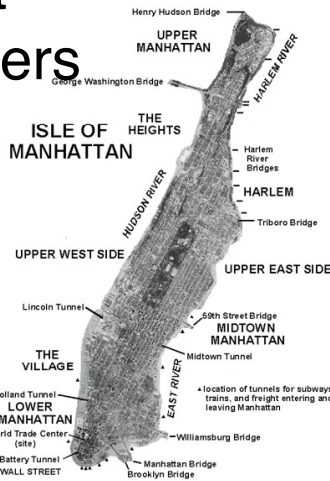 ers
Henry Hudson Bridge
UPPER
MANHATTAN
HARLEM RIVER
George Washington Bridge
THE
HEIGHTS
ISLE OF
MANHATTAN
Harlem
River
Bridges
HARLEM
HUDSON RIVER
Triboro Bridge
UPPER WEST SIDE
UPPER EAST SIDE
Lincoln Tunnel
59th Street Bridge
MIDTOWN
MANHATTAN
THE
VILLAGE
Midtown Tunnel
EAST RIVER
location of tunnels for subways
trains, and freight entering and
leaving Manhattan
olland Tunnel
LOWER
MANHATTAN
rld Trade Center
(site)
Williamsburg Bridge
Battery Tunnel
WALL STREET
Manhattan Bridge
Brooklyn Bridge